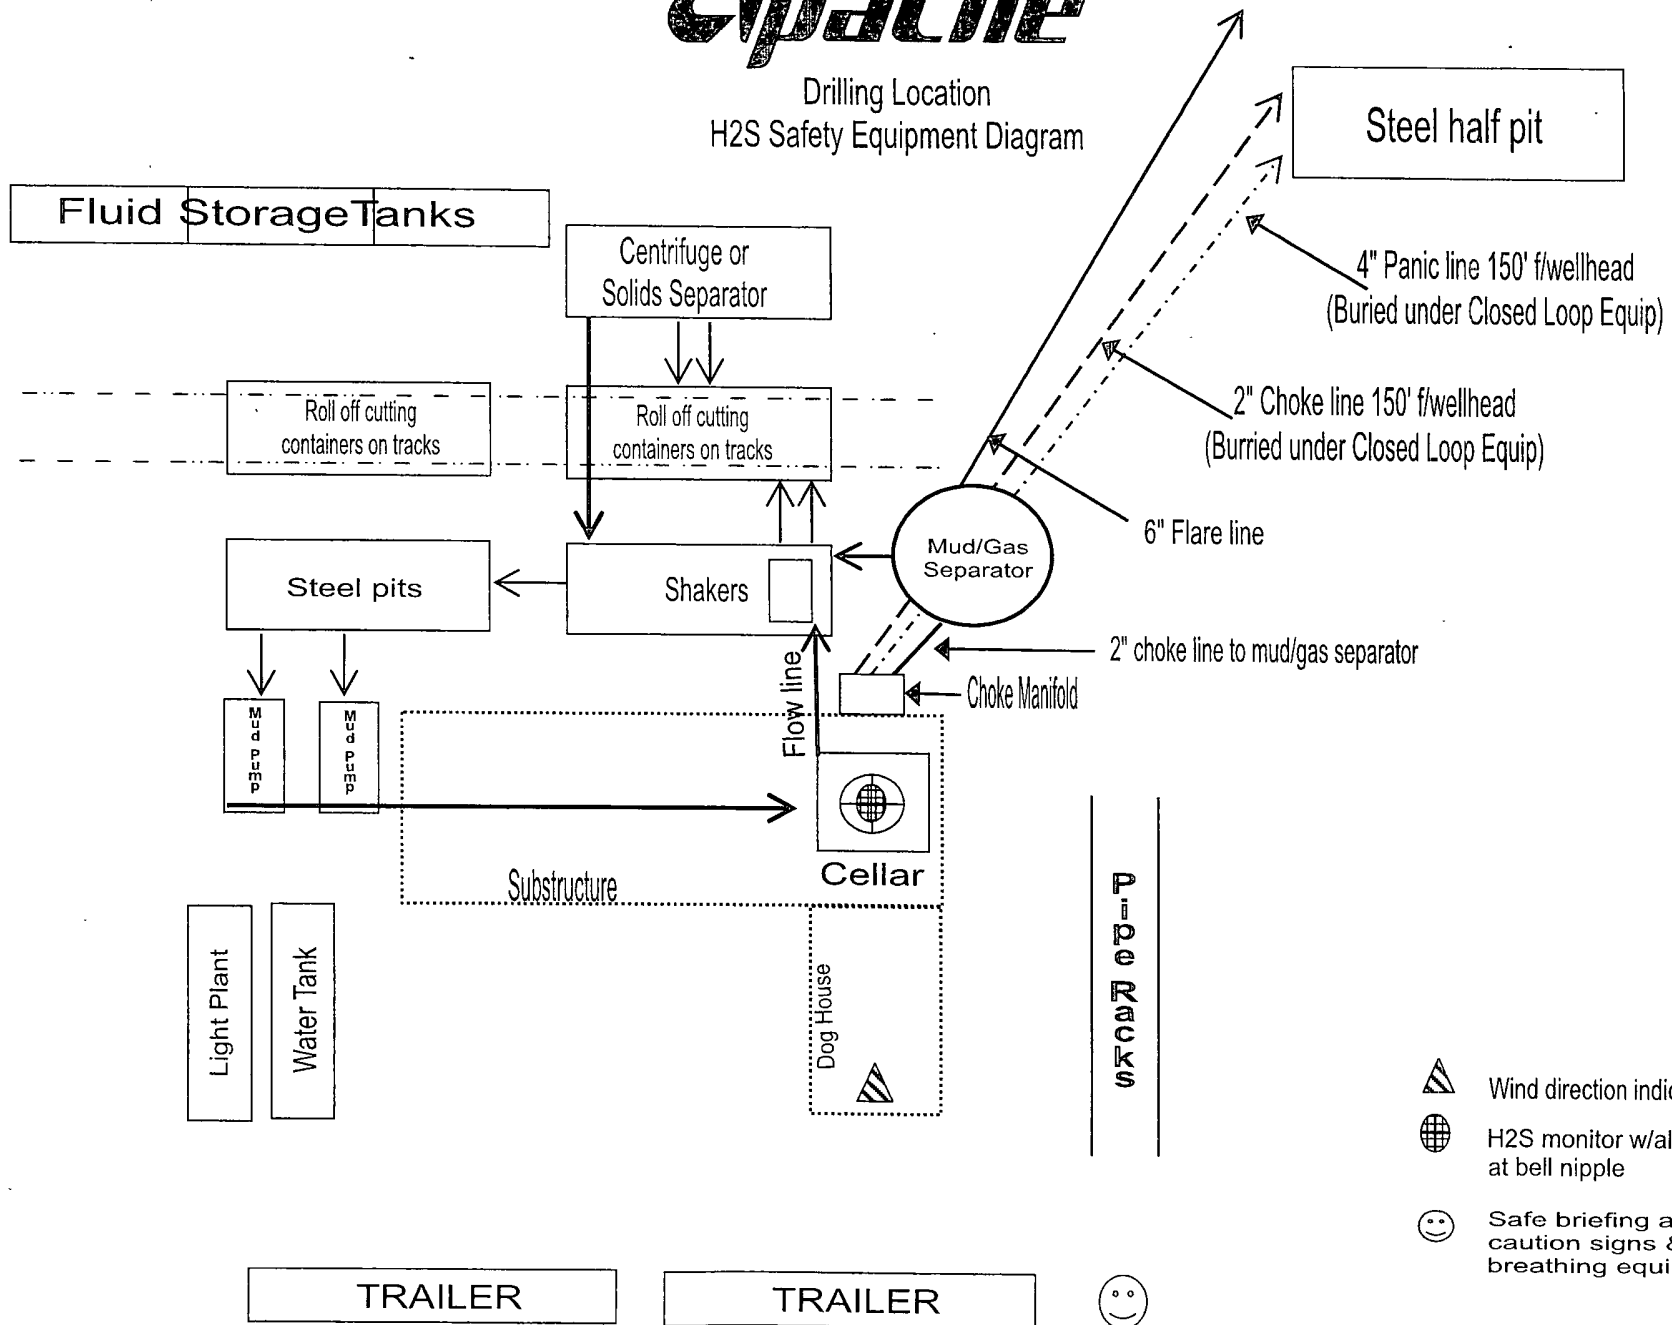 Apache
Drilling Location
H2S Safety Equipment Diagram
Steel half pit
Fluid StorageTanks
Centrifuge or
Solids Separator
4" Panic line 150' f/wellhead
(Buried under Closed Loop Equip)
2" Choke line 150' f/wellhead
(Burried under Closed Loop Equip)
Roll off cutting
containers on tracks
Roll off cutting
containers on tracks
6" Flare line
Mud/Gas
Separator
Steel pits
Shakers
2" choke line to mud/gas separator
Flow line
Choke Manifold
Mud Pump
Mud Pump
Cellar
Substructure
Pipe Racks
Light Plant
Water Tank
Dog House
Wind direction indic
H2S monitor w/al
at bell nipple
Safe briefing a
caution signs &
breathing equi
TRAILER
TRAILER